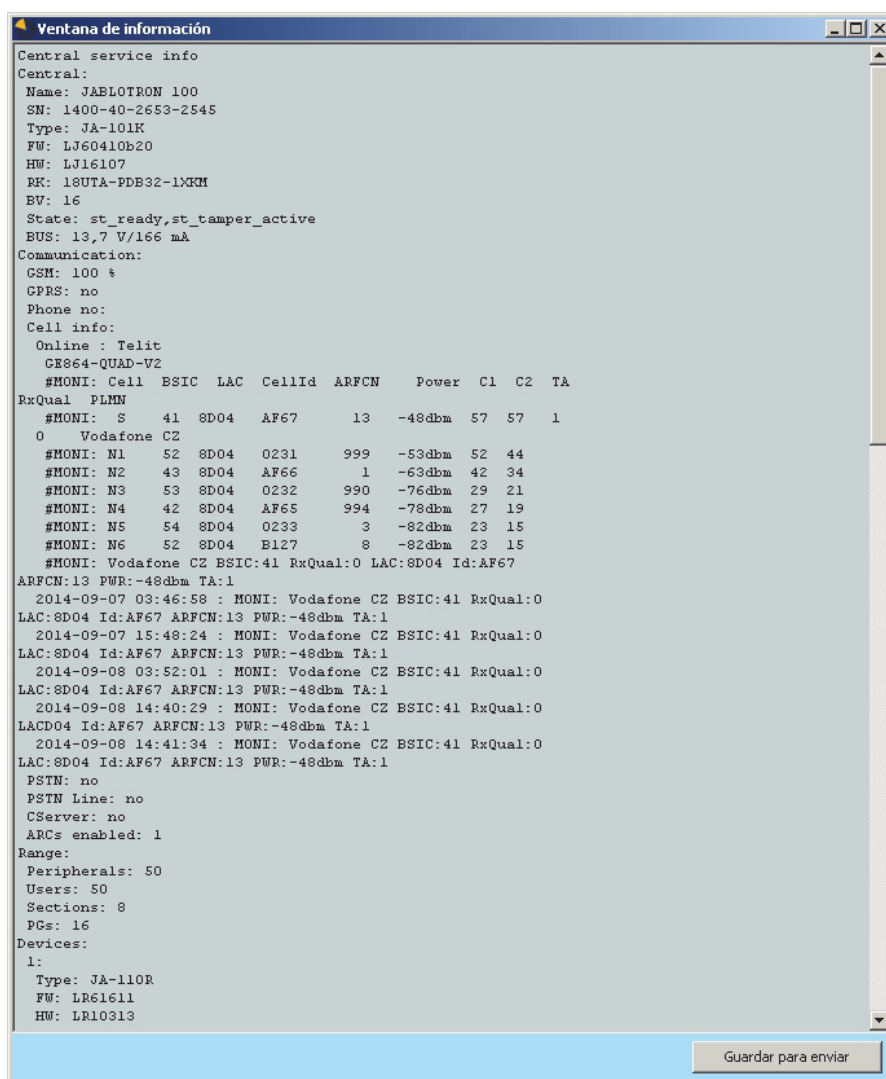 Ventana de información
Central service info
Central:
Name: JABLOTRON 100
SN: 1400-40-2653-2545
Type: JA-101K
FW: LJ60410b20
HW: LJ16107
RK: 18UTA-PDB32-1XKM
BV: 16
State: st_ready,st_tamper_active
BUS: 13,7 V/166 mA
Communication:
GSM: 100 %
GPRS: no
Phone no:
Cell info:
Online : Telit
GE864-QUAD-V2
#MONI: Cell BSIC LAC CellId ARFCN Power C1 C2 TA
RxQual PLMN
#MONI: S 41 8D04 AF67 13 -48dbm 57 57 1
0 Vodafone CZ
#MONI: N1 52 8D04 0231 999 -53dbm 52 44
#MONI: N2 43 8D04 AF66 1 -63dbm 42 34
#MONI: N3 53 8D04 0232 990 -76dbm 29 21
#MONI: N4 42 8D04 AF65 994 -78dbm 27 19
#MONI: N5 54 8D04 0233 3 -82dbm 23 15
#MONI: N6 52 8D04 B127 8 -82dbm 23 15
#MONI: Vodafone CZ BSIC:41 RxQual:0 LAC:8D04 Id:AF67
ARFCN:13 PWR:-48dbm TA:1
2014-09-07 03:46:58 : MONI: Vodafone CZ BSIC:41 RxQual:0
LAC:8D04 Id:AF67 ARFCN:13 PWR:-48dbm TA:1
2014-09-07 15:48:24 : MONI: Vodafone CZ BSIC:41 RxQual:0
LAC:8D04 Id:AF67 ARFCN:13 PWR:-48dbm TA:1
2014-09-08 03:52:01 : MONI: Vodafone CZ BSIC:41 RxQual:0
LAC:8D04 Id:AF67 ARFCN:13 PWR:-48dbm TA:1
2014-09-08 14:40:29 : MONI: Vodafone CZ BSIC:41 RxQual:0
LACD04 Id:AF67 ARFCN:13 PWR:-48dbm TA:1
2014-09-08 14:41:34 : MONI: Vodafone CZ BSIC:41 RxQual:0
LAC:8D04 Id:AF67 ARFCN:13 PWR:-48dbm TA:1
PSTN: no
PSTN Line: no
CServer: no
ARCs enabled: 1
Range:
Peripherals: 50
Users: 50
Sections: 8
PGs: 16
Devices:
1:
Type: JA-110R
FW: LR61611
HW: LR10313
Guardar para enviar